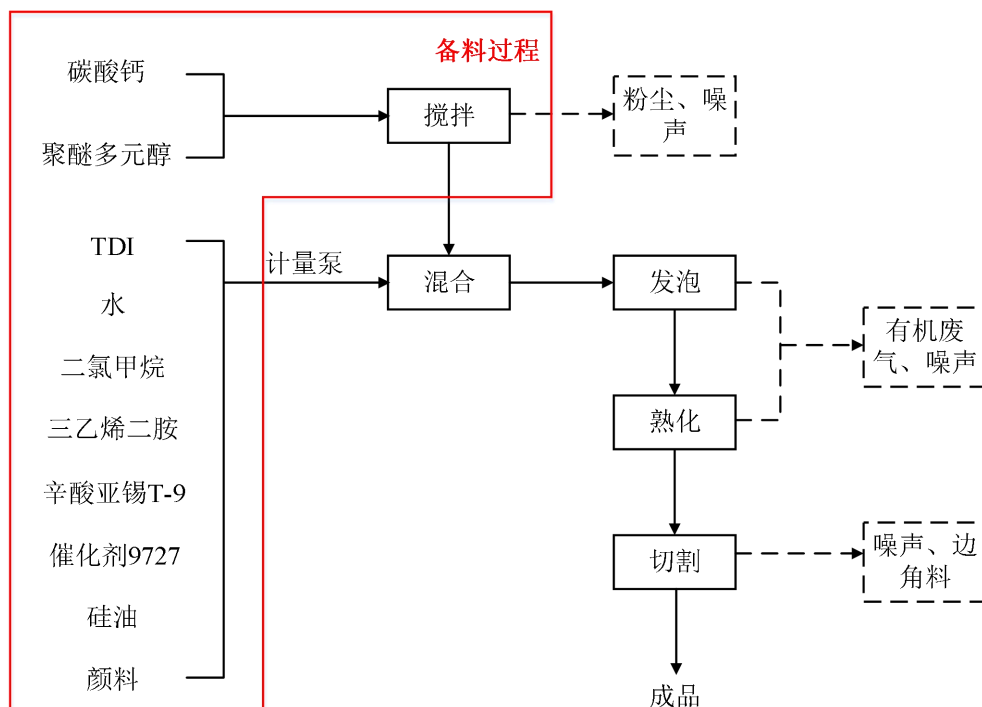 备料过程
碳酸钙
搅拌
粉尘、噪
声
聚醚多元醇
TDI
计量泵
混合
发泡
水
二氯甲烷
有机废
气、噪声
三乙烯二胺
熟化
辛酸亚锡T-9
催化剂9727
切割
噪声、边
角料
硅油
颜料
成品